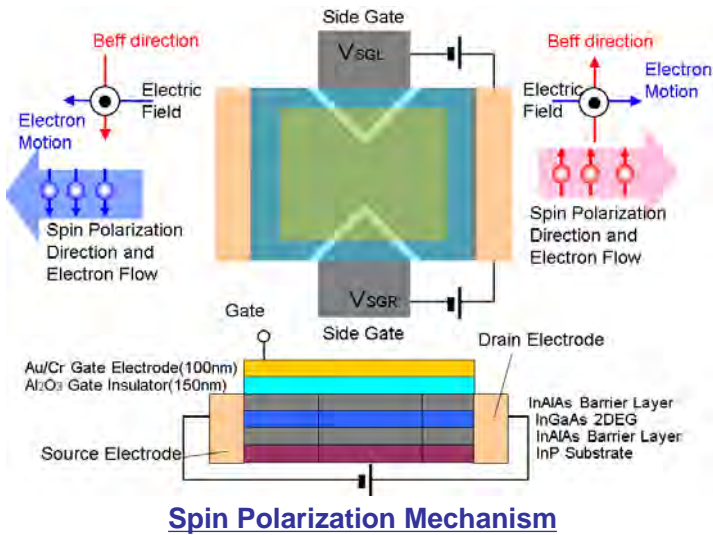 Side Gate
VSGL
Beff direction
Electric
Field
Electron
Motion
Spin Polarization
Direction and
Electron Flow
Beff direction
Electron
Motion
Electric
Field
Spin Polarization
Direction and
Electron Flow
VSGR
Side Gate
Gate
Drain Electrode
Au/Cr Gate Electrode(100nm)
Al2O3 Gate Insulator(150nm)
InAlAs Barrier Layer
InGaAs 2DEG
InAlAs Barrier Layer
InP Substrate
Source Electrode
Spin Polarization Mechanism